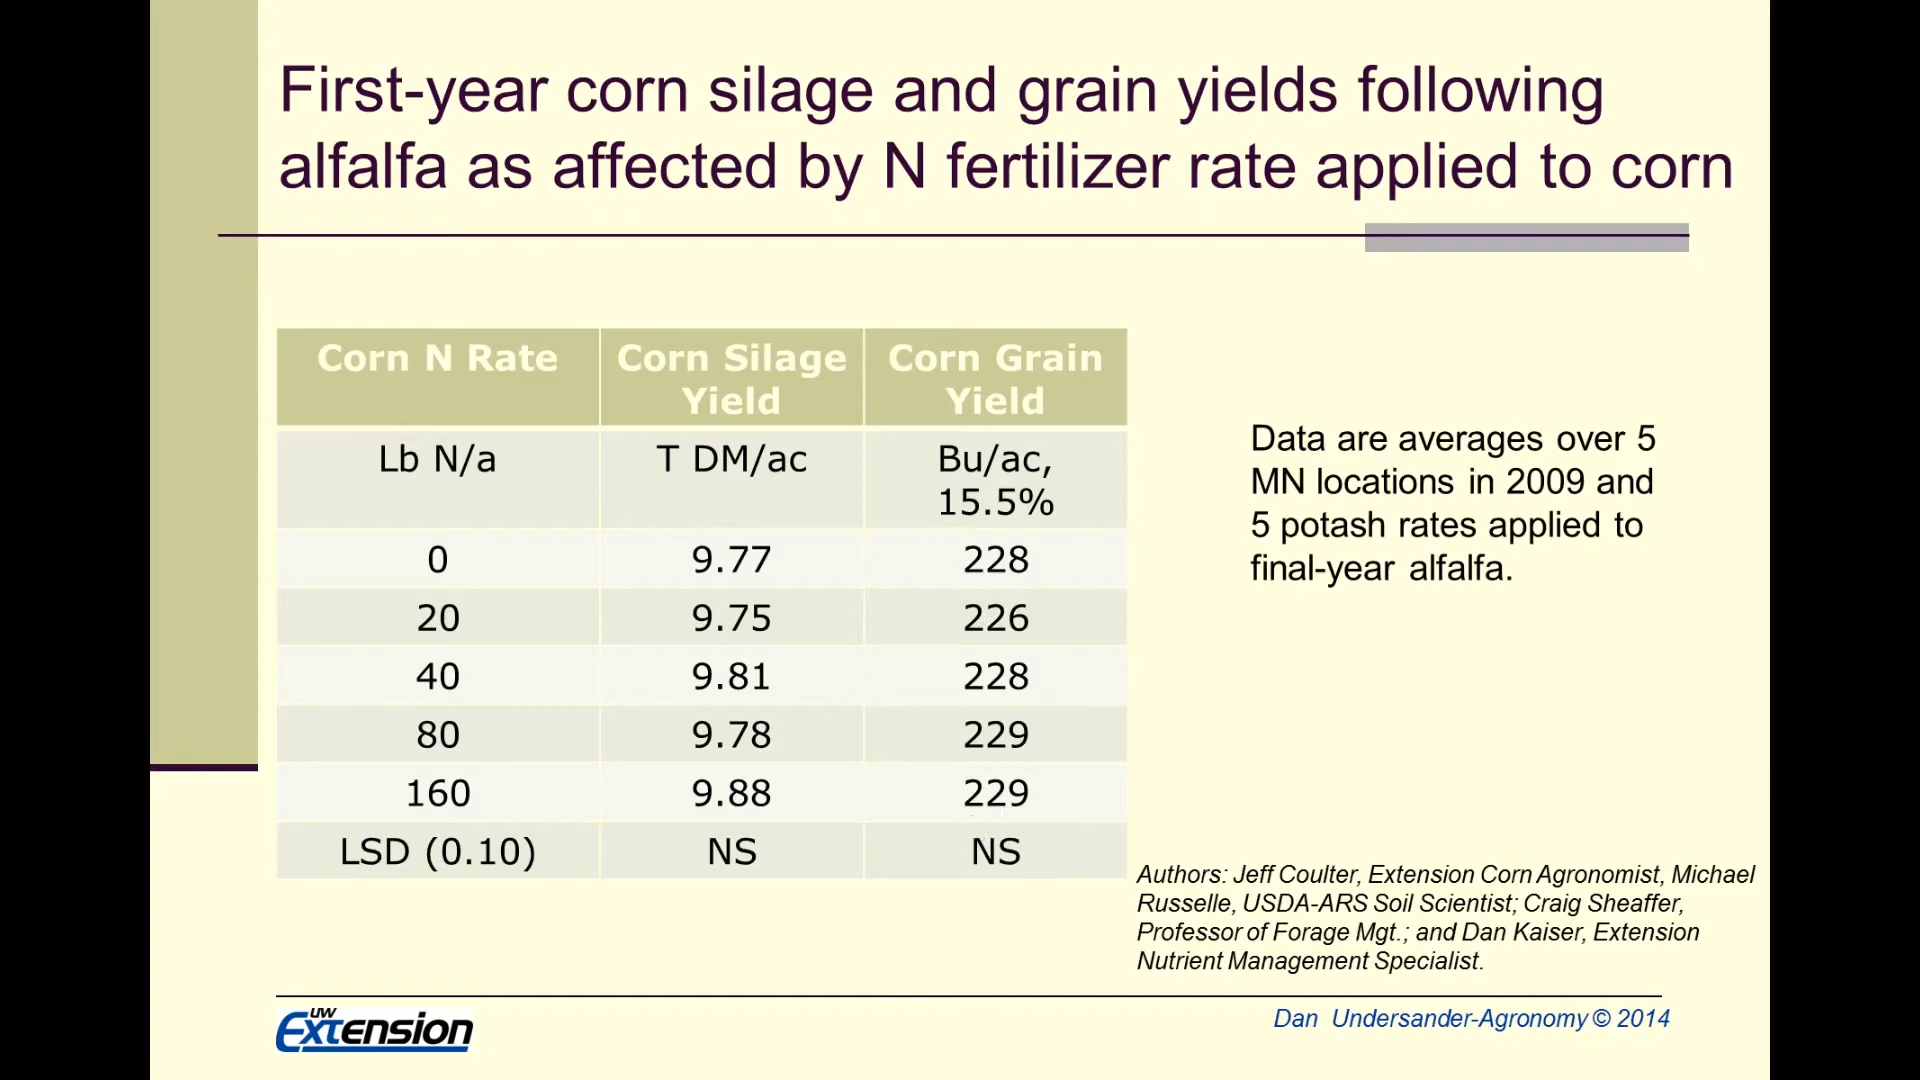 First-year corn silage and grain yields following
alfalfa as affected by N fertilizer rate applied to corn
Corn N Rate Corn Silage Yield Corn Grain Yield
Lb N/a T DM/ac Bu/ac, 15.5%
0 9.77 228
20 9.75 226
40 9.81 228
80 9.78 229
160 9.88 229
LSD (0.10) NS NS
Data are averages over 5
MN locations in 2009 and
5 potash rates applied to
final-year alfalfa.
Authors: Jeff Coulter, Extension Corn Agronomist, Michael
Russelle, USDA-ARS Soil Scientist; Craig Sheaffer,
Professor of Forage Mgt.; and Dan Kaiser, Extension
Nutrient Management Specialist.
UW
Extension
Dan Undersander-Agronomy © 2014